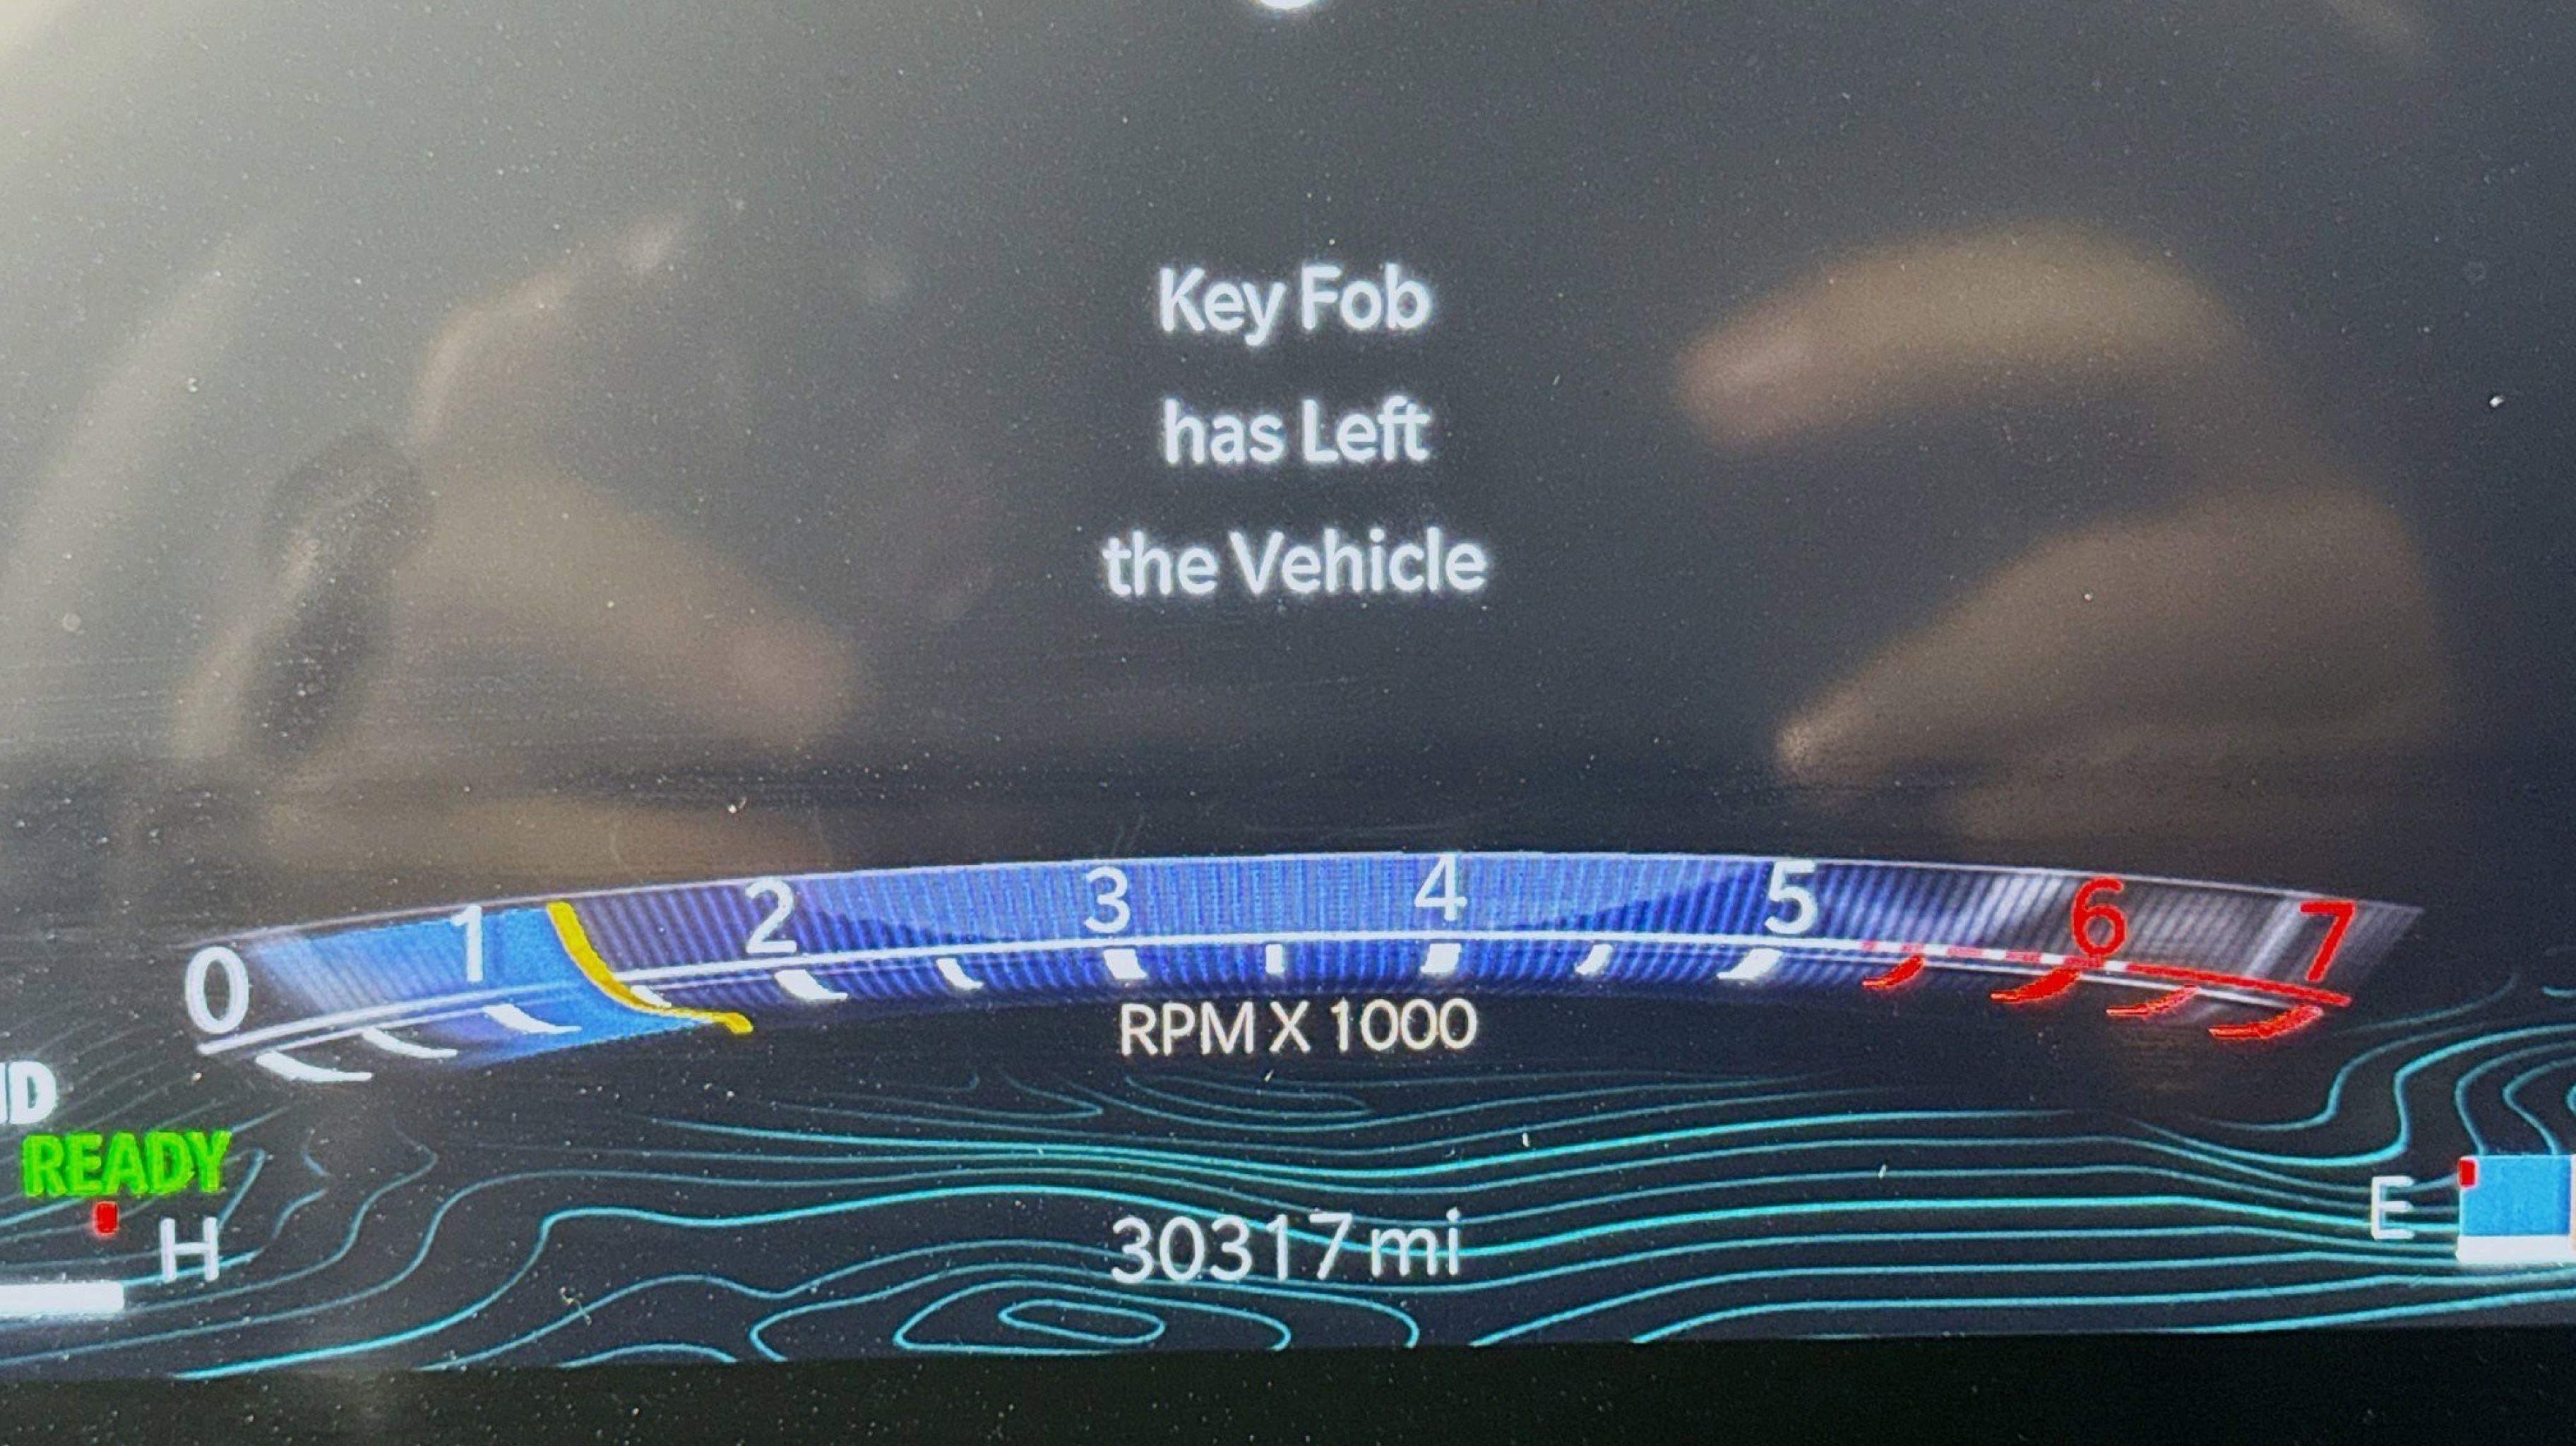 Key Fob
has Left
the Vehicle
0 1 2 3 4 5 6 7
RPM X 1000
READY
H
E
30317 mi